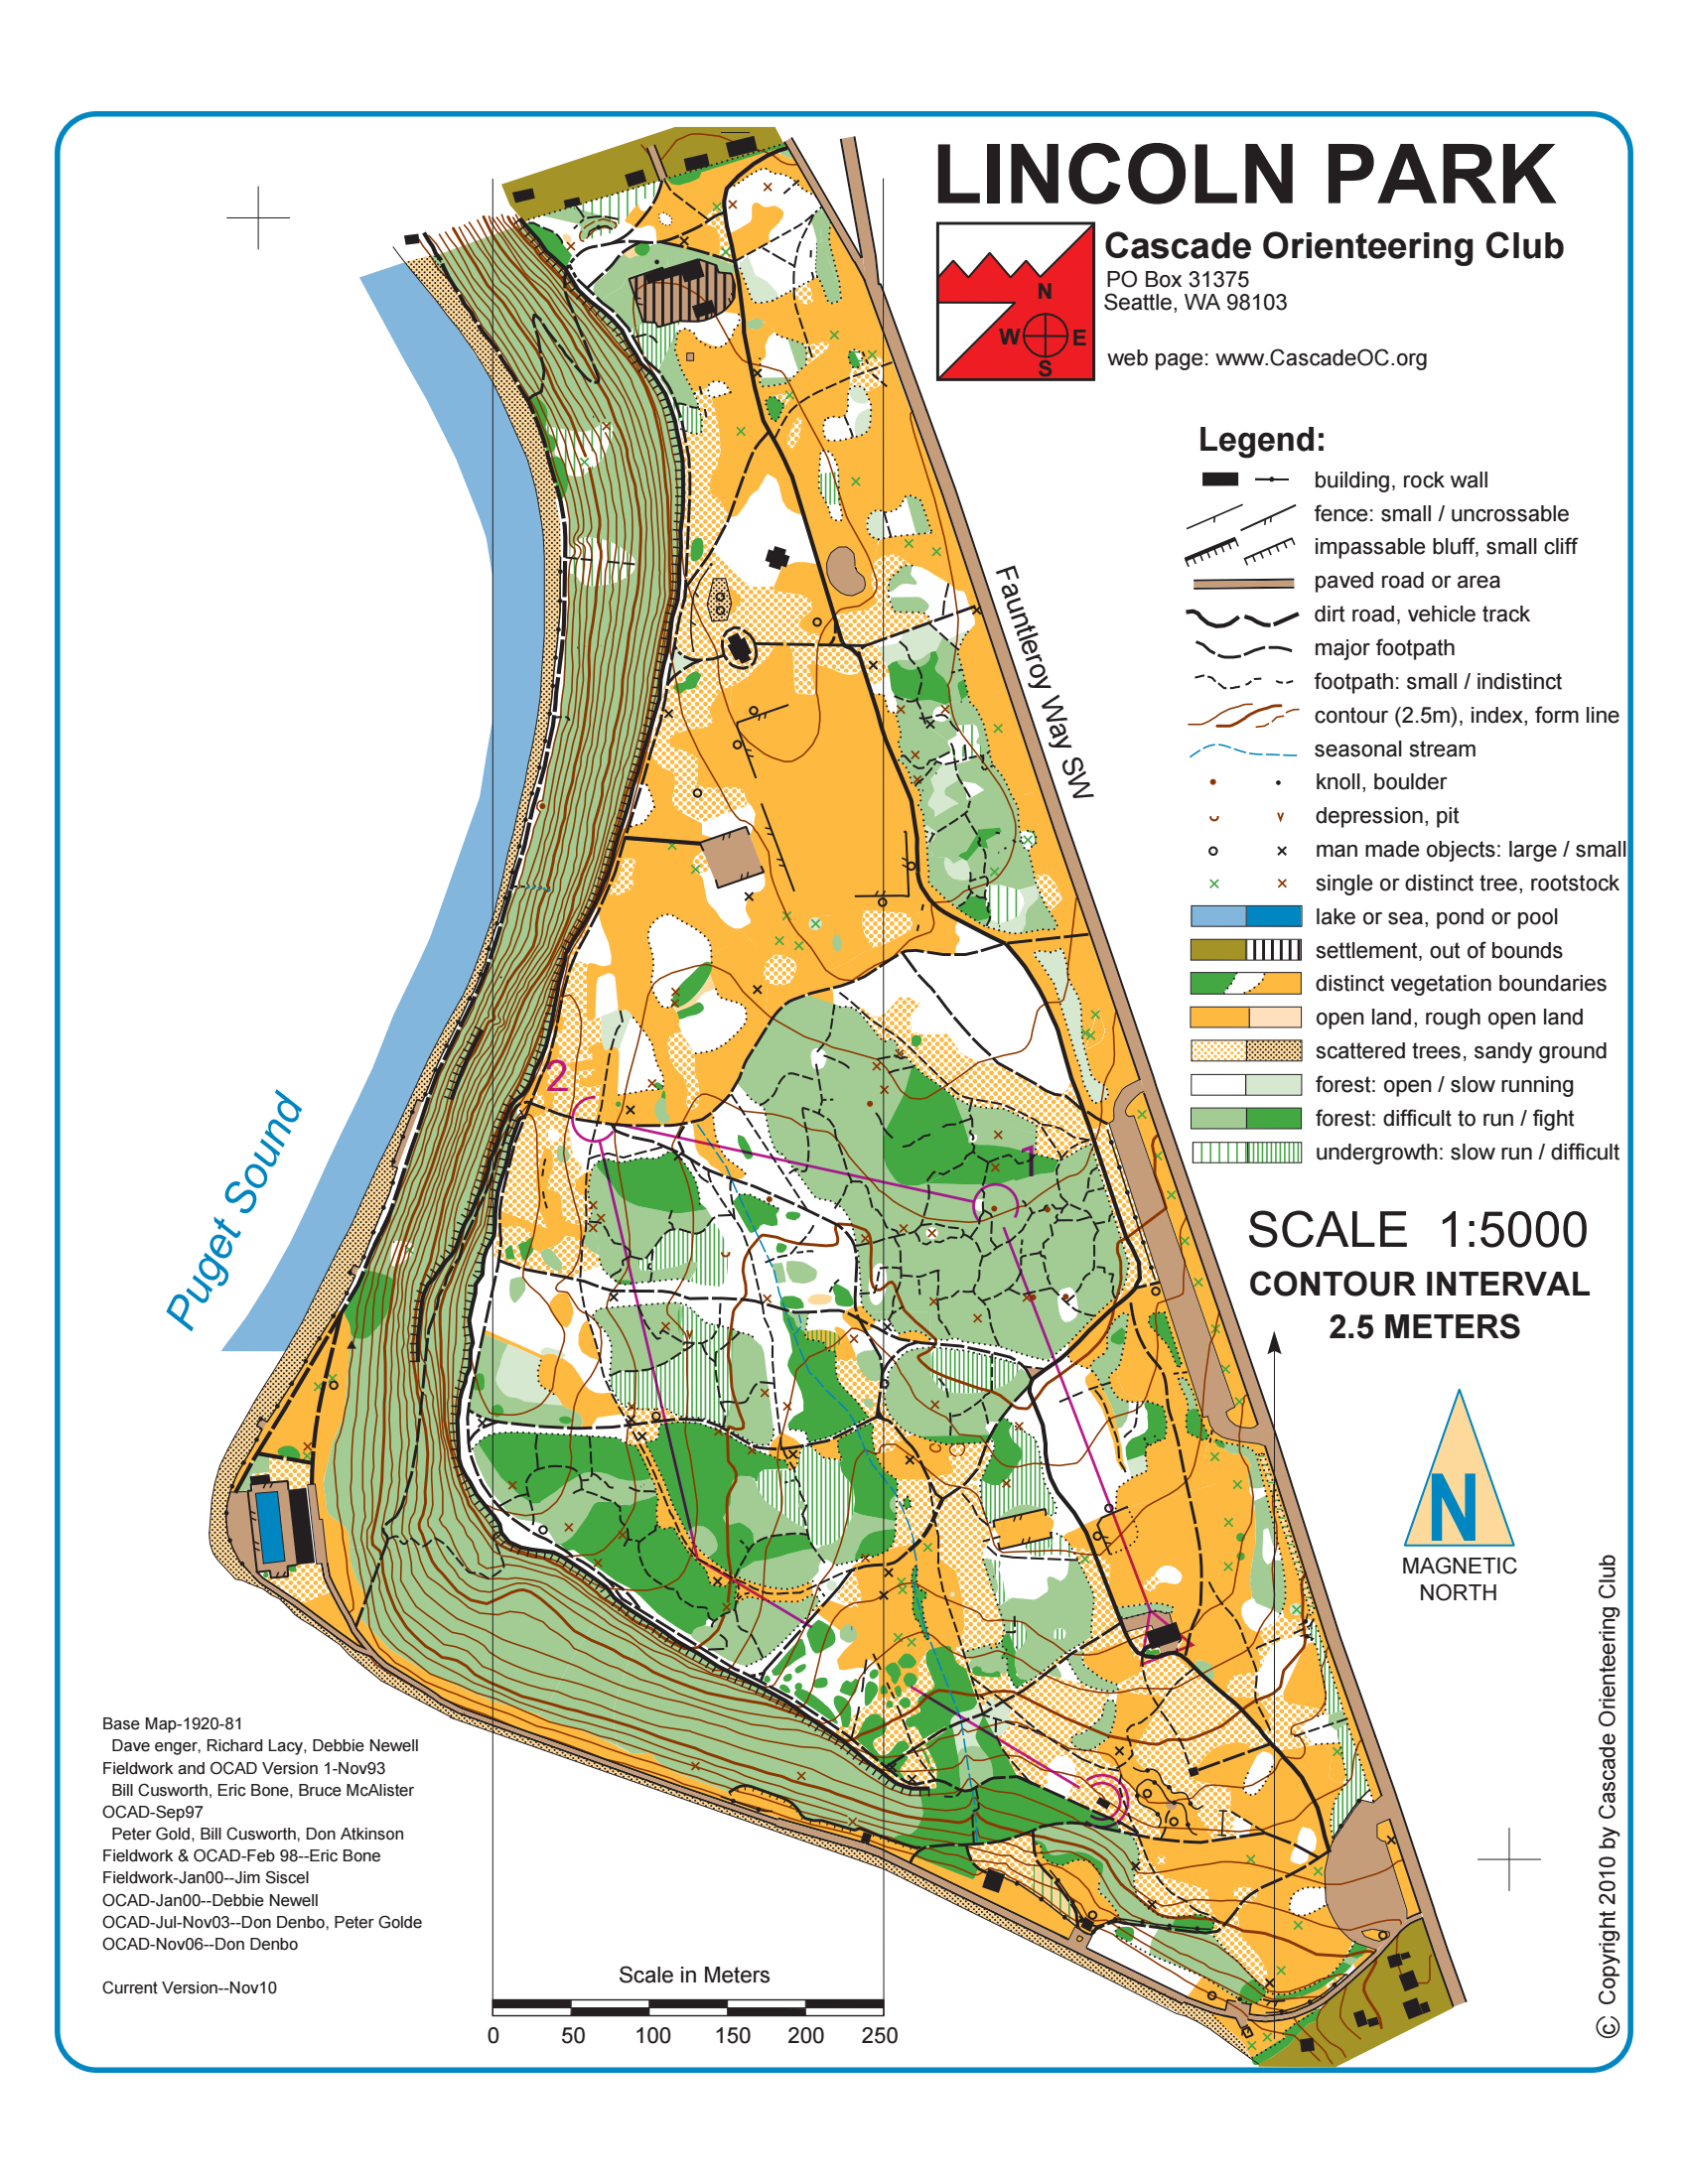 LINCOLN PARK
Cascade Orienteering Club
PO Box 31375
Seattle, WA 98103
web page: www.CascadeOC.org
N
W E
S
Legend:
building, rock wall
fence: small / uncrossable
impassable bluff, small cliff
paved road or area
dirt road, vehicle track
major footpath
footpath: small / indistinct
contour (2.5m), index, form line
seasonal stream
knoll, boulder
depression, pit
man made objects: large / small
single or distinct tree, rootstock
lake or sea, pond or pool
settlement, out of bounds
distinct vegetation boundaries
open land, rough open land
scattered trees, sandy ground
forest: open / slow running
forest: difficult to run / fight
undergrowth: slow run / difficult
SCALE 1:5000
CONTOUR INTERVAL
2.5 METERS
N
MAGNETIC
NORTH
Fauntleroy Way SW
Puget Sound
2
1
Base Map-1920-81
Dave enger, Richard Lacy, Debbie Newell
Fieldwork and OCAD Version 1-Nov93
Bill Cusworth, Eric Bone, Bruce McAlister
OCAD-Sep97
Peter Gold, Bill Cusworth, Don Atkinson
Fieldwork & OCAD-Feb 98--Eric Bone
Fieldwork-Jan00--Jim Siscel
OCAD-Jan00--Debbie Newell
OCAD-Jul-Nov03--Don Denbo, Peter Golde
OCAD-Nov06--Don Denbo
Current Version--Nov10
Scale in Meters
0 50 100 150 200 250
© Copyright 2010 by Cascade Orienteering Club